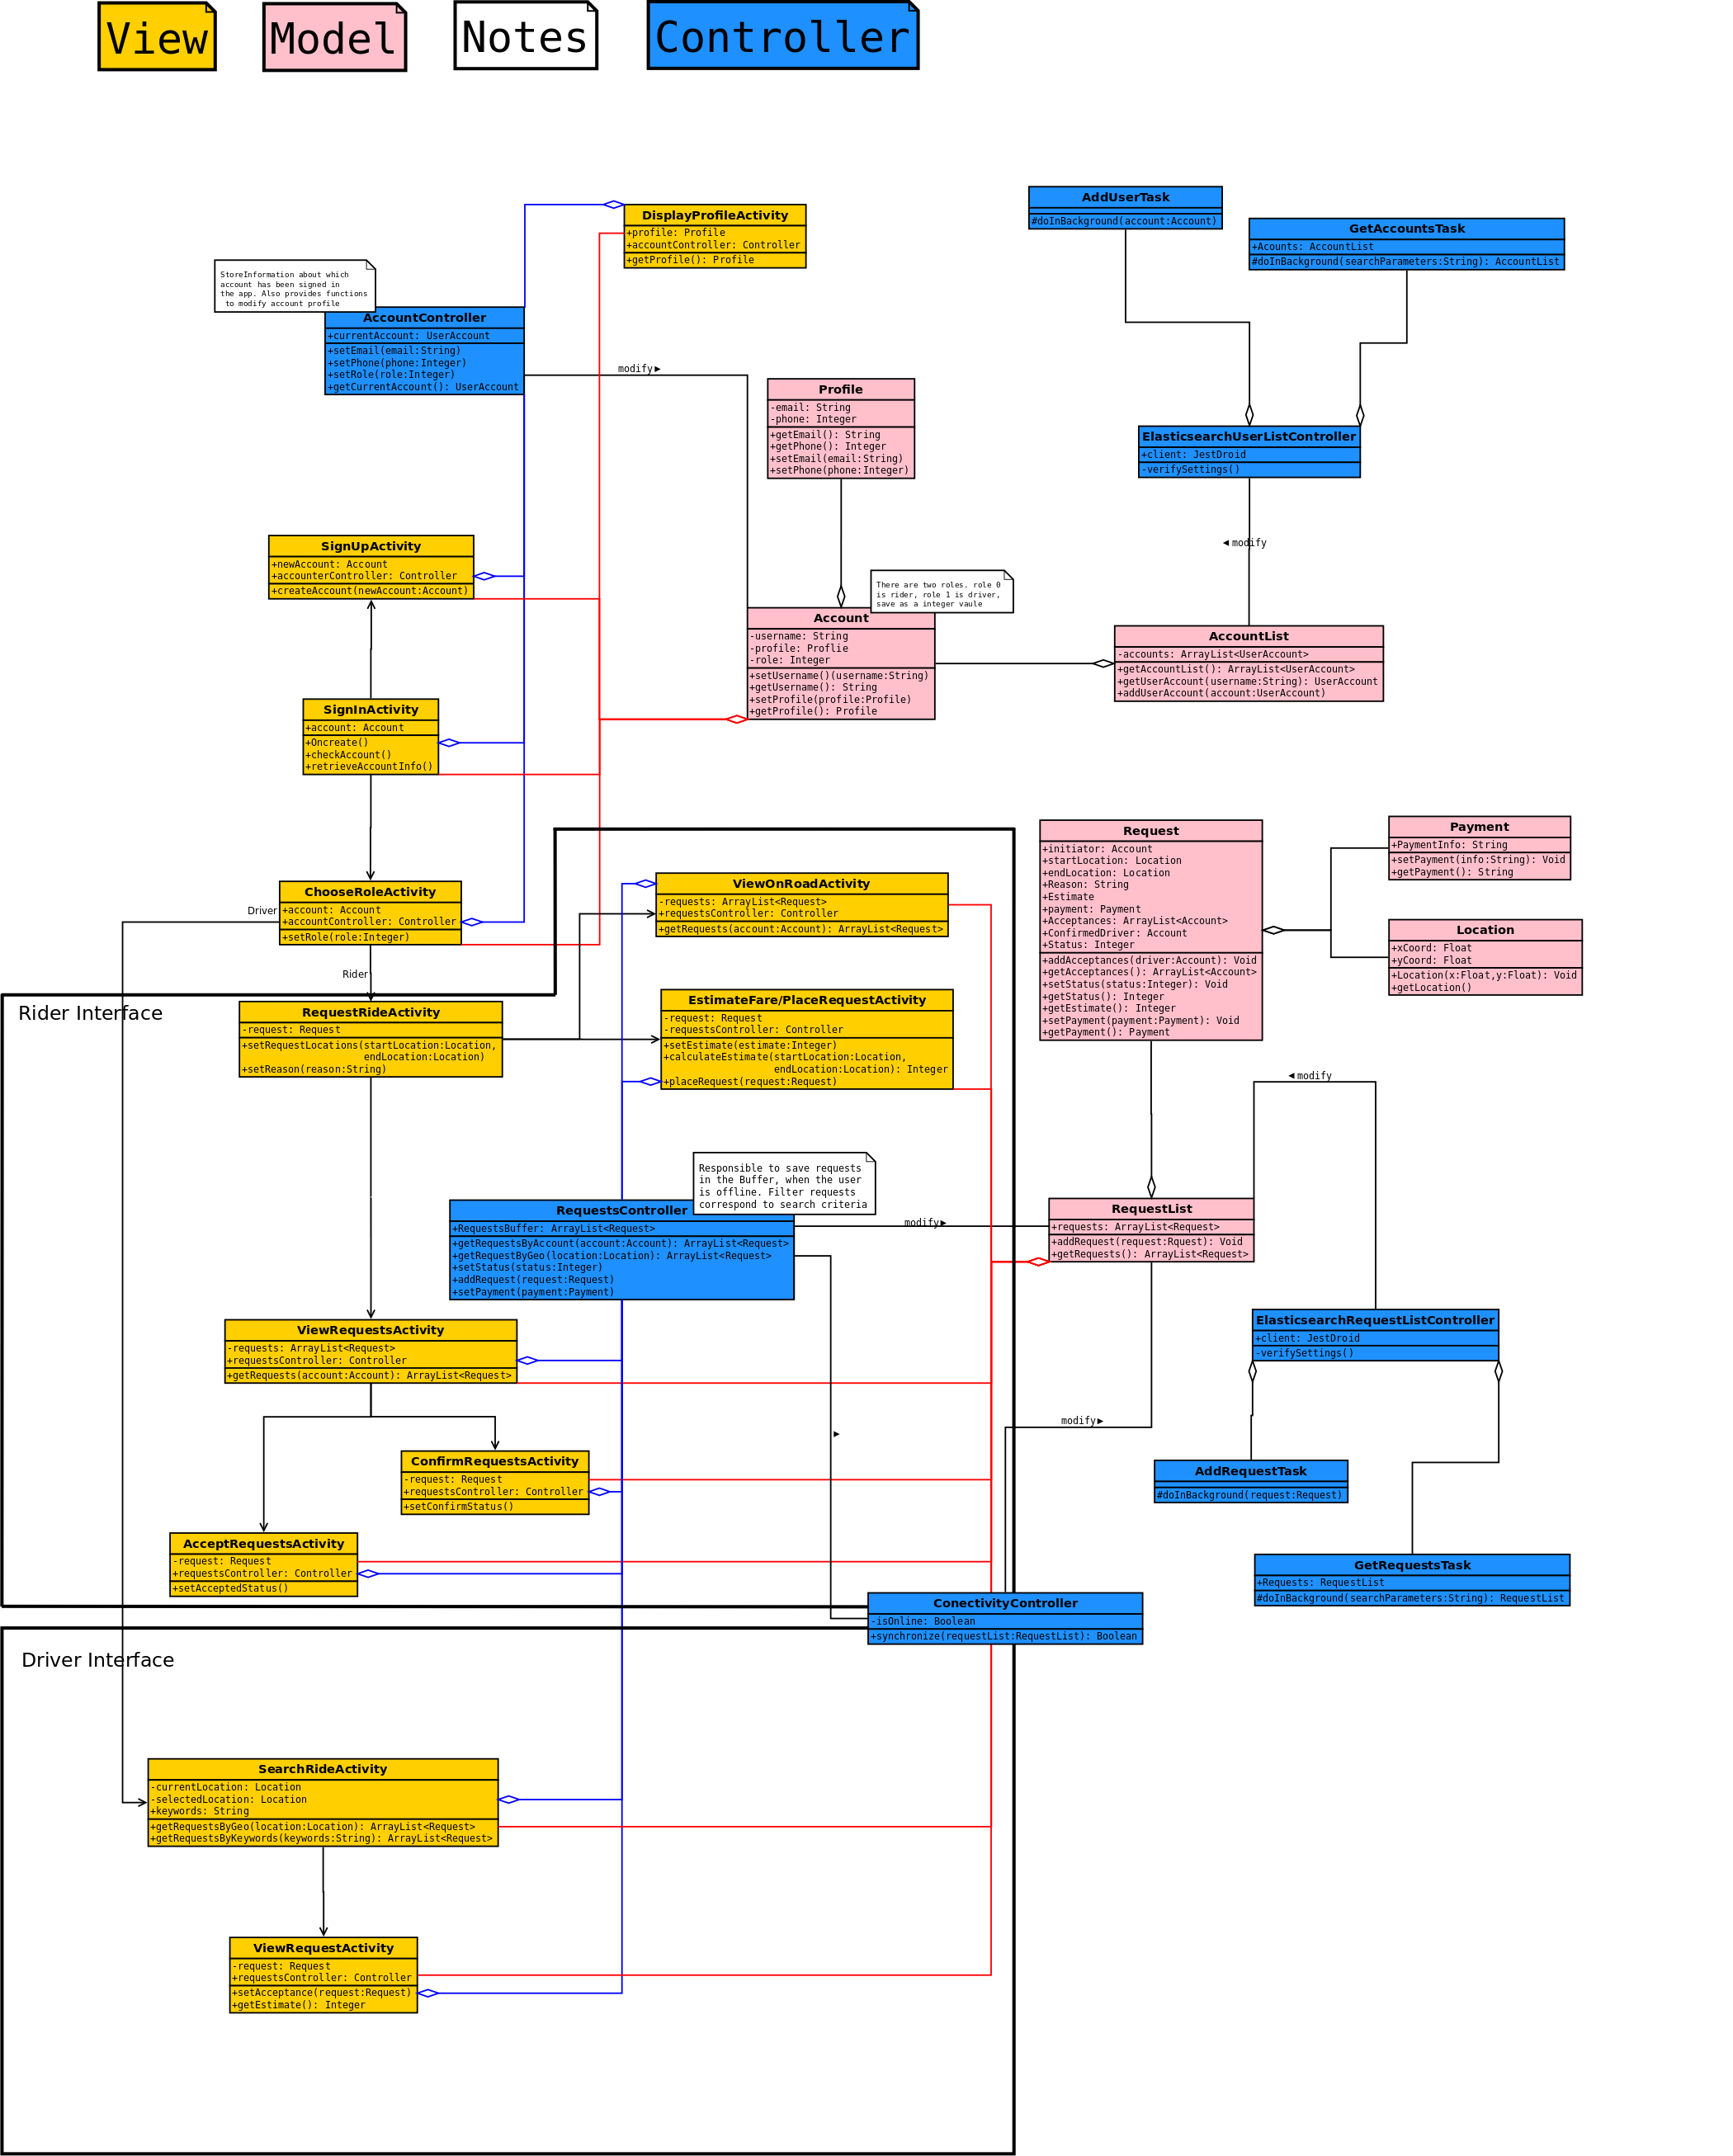 View
Model
Notes
Controller
AddUserTask
#doInBackground(account:Account)
DisplayProfileActivity
+profile: Profile
+accountController: Controller
+getProfile(): Profile
GetAccountsTask
+Acounts: AccountList
#doInBackground(searchParameters:String): AccountList
StoreInformation about which
account has been signed in
the app. Also provides functions
to modify account profile
AccountController
+currentAccount: UserAccount
+setEmail(email:String)
+setPhone(phone:Integer)
+setRole(role:Integer)
+getCurrentAccount(): UserAccount
modify
Profile
-email: String
-phone: Integer
+getEmail(): String
+getPhone(): Integer
+setEmail(email:String)
+setPhone(phone:Integer)
ElasticsearchUserListController
+client: JestDroid
-verifySettings()
modify
SignUpActivity
+newAccount: Account
+accounterController: Controller
+createAccount(newAccount:Account)
There are two roles. role 0
is rider, role 1 is driver,
save as a integer vaule
Account
-username: String
-profile: Proflie
-role: Integer
+setUsername()(username:String)
+getUsername(): String
+setProfile(profile:Profile)
+getProfile(): Profile
AccountList
-accounts: ArrayList<UserAccount>
+getAccountList(): ArrayList<UserAccount>
+getUserAccount(username:String): UserAccount
+addUserAccount(account:UserAccount)
SignInActivity
+account: Account
+Oncreate()
+checkAccount()
+retrieveAccountInfo()
Request
+initiator: Account
+startLocation: Location
+endLocation: Location
+Reason: String
+Estimate
+payment: Payment
+Acceptances: ArrayList<Account>
+ConfirmedDriver: Account
+Status: Integer
+addAcceptances(driver:Account): Void
+getAcceptances(): ArrayList<Account>
+setStatus(status:Integer): Void
+getStatus(): Integer
+getEstimate(): Integer
+setPayment(payment:Payment): Void
+getPayment(): Payment
Payment
+PaymentInfo: String
+setPayment(info:String): Void
+getPayment(): String
Location
+xCoord: Float
+yCoord: Float
+Location(x:Float,y:Float): Void
+getLocation()
ChooseRoleActivity
+account: Account
+accountController: Controller
+setRole(role:Integer)
Driver
Rider
ViewOnRoadActivity
-requests: ArrayList<Request>
+requestsController: Controller
+getRequests(account:Account): ArrayList<Request>
Rider Interface
RequestRideActivity
-request: Request
+setRequestLocations(startLocation:Location,
endLocation:Location)
+setReason(reason:String)
EstimateFare/PlaceRequestActivity
-request: Request
-requestsController: Controller
+setEstimate(estimate:Integer)
+calculateEstimate(startLocation:Location,
endLocation:Location): Integer
+placeRequest(request:Request)
modify
Responsible to save requests
in the Buffer, when the user
is offline. Filter requests
correspond to search criteria
RequestsController
+RequestsBuffer: ArrayList<Request>
+getRequestsByAccount(account:Account): ArrayList<Request>
+getRequestByGeo(location:Location): ArrayList<Request>
+setStatus(status:Integer)
+addRequest(request:Request)
+setPayment(payment:Payment)
modify
RequestList
+requests: ArrayList<Request>
+addRequest(request:Rquest): Void
+getRequests(): ArrayList<Request>
ViewRequestsActivity
-requests: ArrayList<Request>
+requestsController: Controller
+getRequests(account:Account): ArrayList<Request>
ElasticsearchRequestListController
+client: JestDroid
-verifySettings()
modify
ConfirmRequestsActivity
-request: Request
+requestsController: Controller
+setConfirmStatus()
AddRequestTask
#doInBackground(request:Request)
AcceptRequestsActivity
-request: Request
+requestsController: Controller
+setAcceptedStatus()
GetRequestsTask
+Requests: RequestList
#doInBackground(searchParameters:String): RequestList
ConectivityController
-isOnline: Boolean
+synchronize(requestList:RequestList): Boolean
Driver Interface
SearchRideActivity
-currentLocation: Location
-selectedLocation: Location
+keywords: String
+getRequestsByGeo(location:Location): ArrayList<Request>
+getRequestsByKeywords(keywords:String): ArrayList<Request>
ViewRequestActivity
-request: Request
+requestsController: Controller
+setAcceptance(request:Request)
+getEstimate(): Integer